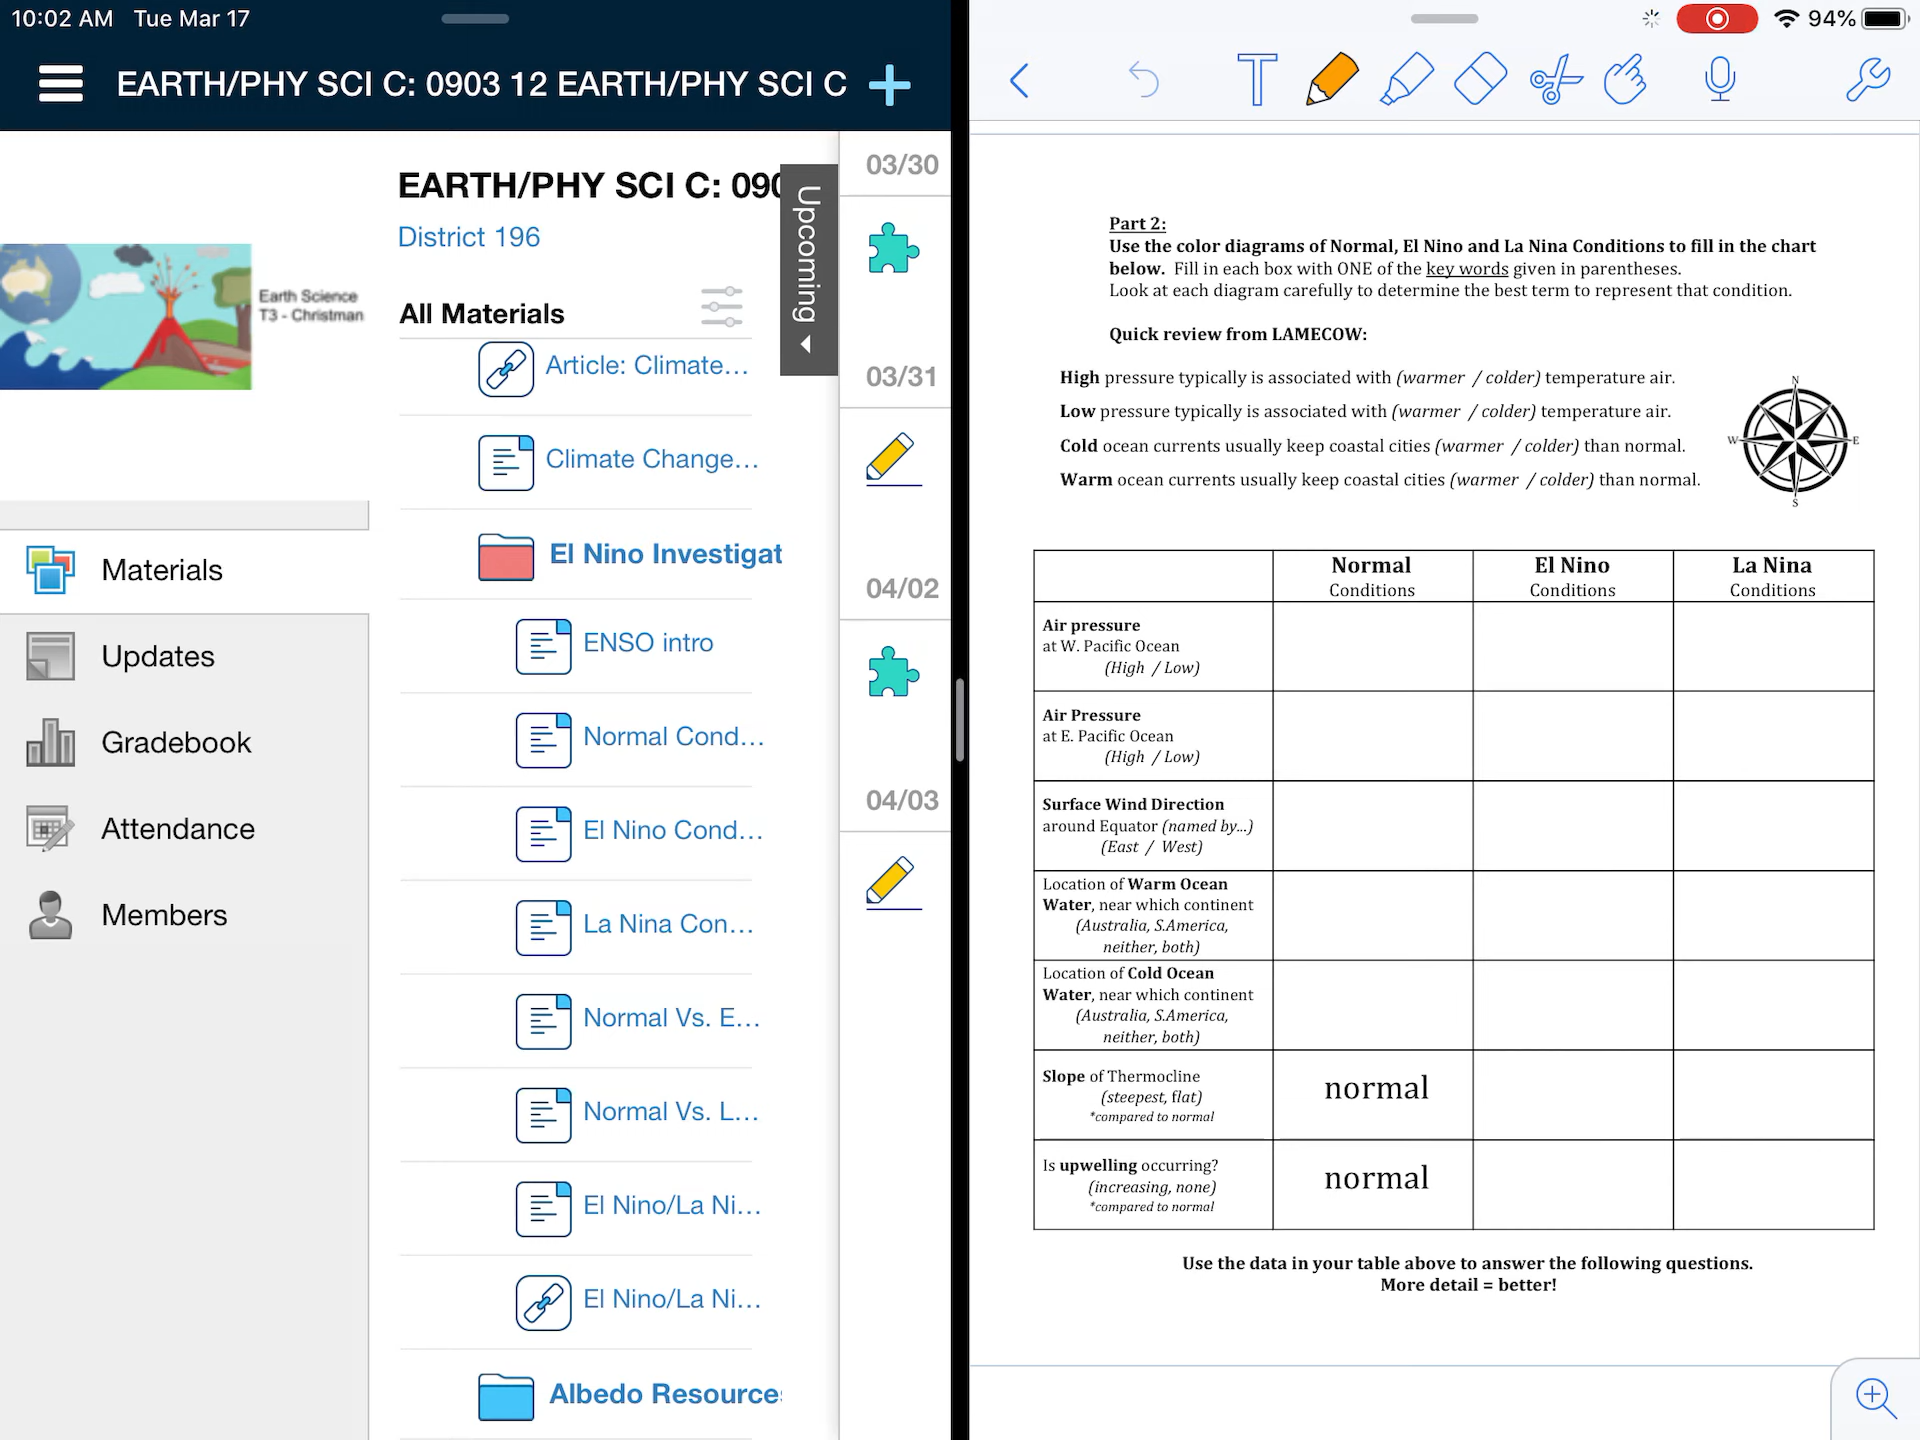 10:02 AM Tue Mar 17
94%
EARTH/PHY SCI C: 0903 12 EARTH/PHY SCI C
Earth Science
T3 - Christman
Materials
Updates
Gradebook
Attendance
Members
EARTH/PHY SCI C: 090
District 196
All Materials
Article: Climate...
Climate Change...
El Nino Investigat
ENSO intro
Normal Cond...
El Nino Cond...
La Nina Con...
Normal Vs. E...
Normal Vs. L...
El Nino/La Ni...
El Nino/La Ni...
Albedo Resources
Upcoming
03/30
03/31
04/02
04/03
T
Part 2:
Use the color diagrams of Normal, El Nino and La Nina Conditions to fill in the chart
below. Fill in each box with ONE of the key words given in parentheses.
Look at each diagram carefully to determine the best term to represent that condition.
Quick review from LAMECOW:
High pressure typically is associated with (warmer / colder) temperature air.
Low pressure typically is associated with (warmer / colder) temperature air.
Cold ocean currents usually keep coastal cities (warmer / colder) than normal.
Warm ocean currents usually keep coastal cities (warmer / colder) than normal.
N
W E
S
Normal
Conditions
El Nino
Conditions
La Nina
Conditions
Air pressure
at W. Pacific Ocean
(High / Low)
Air Pressure
at E. Pacific Ocean
(High / Low)
Surface Wind Direction
around Equator (named by...)
(East / West)
Location of Warm Ocean
Water, near which continent
(Australia, S.America,
neither, both)
Location of Cold Ocean
Water, near which continent
(Australia, S.America,
neither, both)
Slope of Thermocline
(steepest, flat)
*compared to normal
normal
Is upwelling occurring?
(increasing, none)
*compared to normal
normal
Use the data in your table above to answer the following questions.
More detail = better!